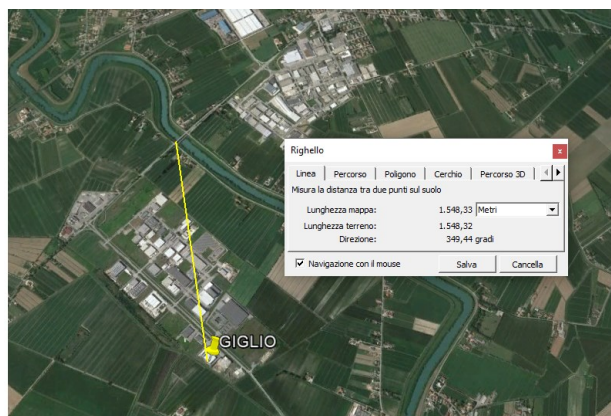 Righello
x
Linea Percorso Poligono Cerchio Percorso 3D
Misura la distanza tra due punti sul suolo
Lunghezza mappa: 1.548,33 Metri
Lunghezza terreno: 1.548,32
Direzione: 349,44 gradi
Navigazione con il mouse Salva Cancella
GIGLIO